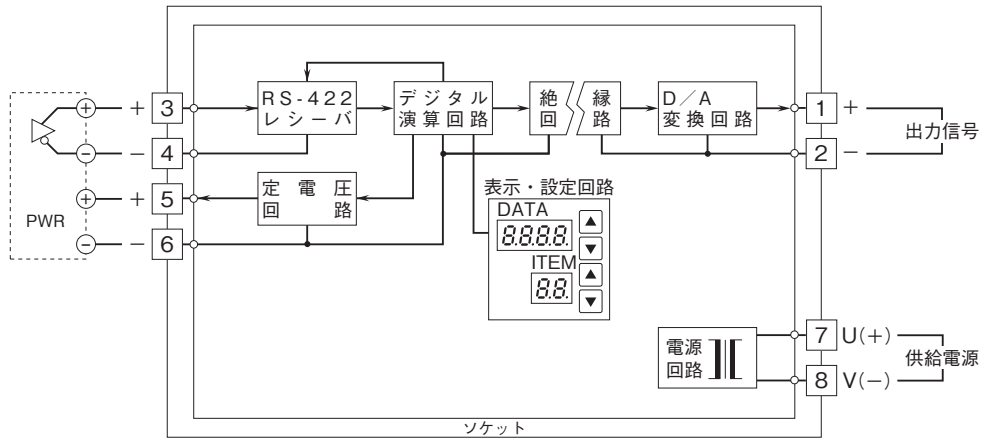 PWR
+
−
+
−
+ 3
− 4
+ 5
− 6
RS-422
レシーバ
デジタル
演算回路
絶 縁
回 路
D／A
変換回路
定電圧
回 路
表示・設定回路
DATA
8.8.8.8.
ITEM
8.8.
▲
▼
▲
▼
電源
回路
1 +
2 −
出力信号
7 U(+)
8 V(−)
供給電源
ソケット